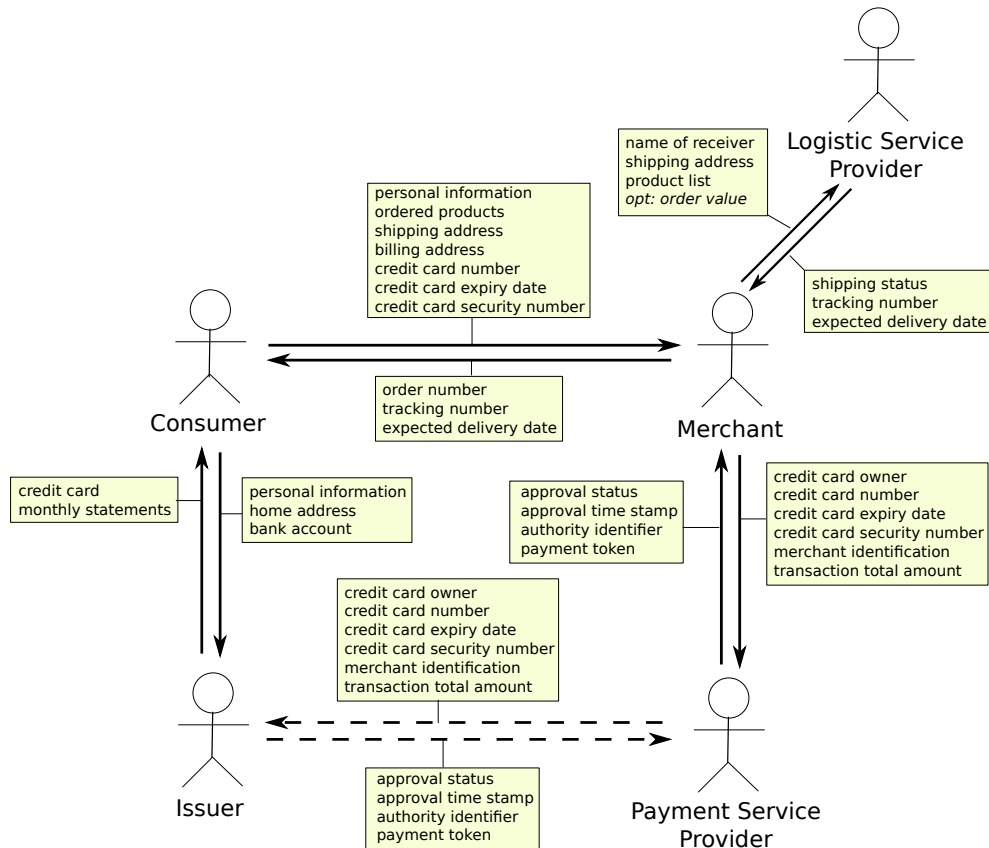 Logistic Service
Provider
name of receiver
shipping address
product list
opt: order value
personal information
ordered products
shipping address
billing address
credit card number
credit card expiry date
credit card security number
shipping status
tracking number
expected delivery date
order number
tracking number
expected delivery date
Consumer
Merchant
credit card
monthly statements
personal information
home address
bank account
approval status
approval time stamp
authority identifier
payment token
credit card owner
credit card number
credit card expiry date
credit card security number
merchant identification
transaction total amount
credit card owner
credit card number
credit card expiry date
credit card security number
merchant identification
transaction total amount
approval status
approval time stamp
authority identifier
payment token
Issuer
Payment Service
Provider